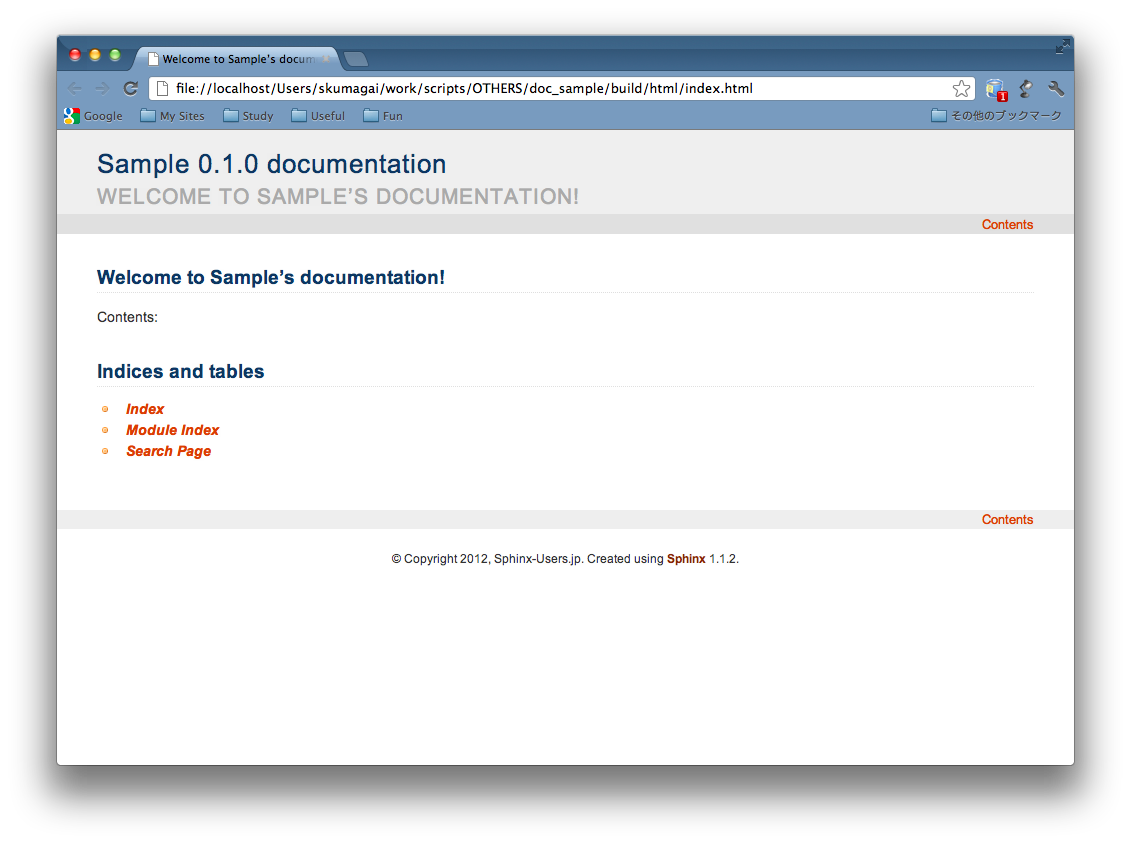 Welcome to Sample's docum
file://localhost/Users/skumagai/work/scripts/OTHERS/doc_sample/build/html/index.html
1
Google My Sites Study Useful Fun その他のブックマーク
Sample 0.1.0 documentation
WELCOME TO SAMPLE’S DOCUMENTATION!
Contents
Welcome to Sample’s documentation!
Contents:
Indices and tables
Index
Module Index
Search Page
Contents
© Copyright 2012, Sphinx-Users.jp. Created using Sphinx 1.1.2.